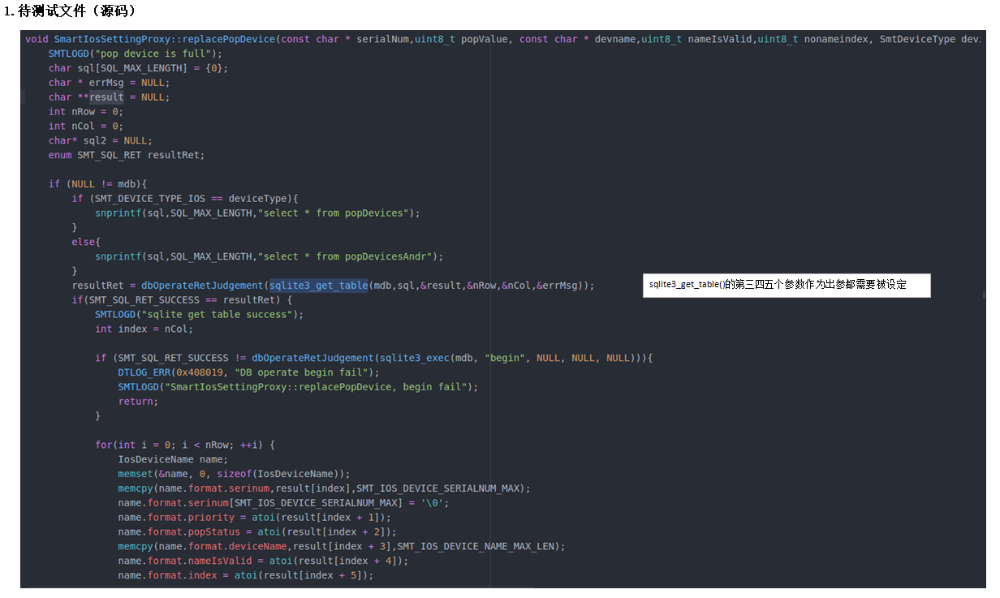 1.待测试文件（源码）
void SmartIosSettingProxy::replacePopDevice(const char * serialNum,uint8_t popValue, const char * devname,uint8_t nameIsValid,uint8_t nonameindex, SmtDeviceType devi
    SMTLOGD("pop device is full");
    char sql[SQL_MAX_LENGTH] = {0};
    char * errMsg = NULL;
    char **result = NULL;
    int nRow = 0;
    int nCol = 0;
    char* sql2 = NULL;
    enum SMT_SQL_RET resultRet;
    if (NULL != mdb){
        if (SMT_DEVICE_TYPE_IOS == deviceType){
            snprintf(sql,SQL_MAX_LENGTH,"select * from popDevices");
        }
        else{
            snprintf(sql,SQL_MAX_LENGTH,"select * from popDevicesAndr");
        }
        resultRet = dbOperateRetJudgement(sqlite3_get_table(mdb,sql,&result,&nRow,&nCol,&errMsg));
sqlite3_get_table()的第三四五个参数作为出参都需要被设定
        if(SMT_SQL_RET_SUCCESS == resultRet) {
            SMTLOGD("sqlite get table success");
            int index = nCol;
            if (SMT_SQL_RET_SUCCESS != dbOperateRetJudgement(sqlite3_exec(mdb, "begin", NULL, NULL, NULL))){
                DTLOG_ERR(0x408019, "DB operate begin fail");
                SMTLOGD("SmartIosSettingProxy::replacePopDevice, begin fail");
                return;
            }
            for(int i = 0; i < nRow; ++i) {
                IosDeviceName name;
                memset(&name, 0, sizeof(IosDeviceName));
                memcpy(name.format.serinum,result[index],SMT_IOS_DEVICE_SERIALNUM_MAX);
                name.format.serinum[SMT_IOS_DEVICE_SERIALNUM_MAX] = '\0';
                name.format.priority = atoi(result[index + 1]);
                name.format.popStatus = atoi(result[index + 2]);
                memcpy(name.format.deviceName,result[index + 3],SMT_IOS_DEVICE_NAME_MAX_LEN);
                name.format.nameIsValid = atoi(result[index + 4]);
                name.format.index = atoi(result[index + 5]);